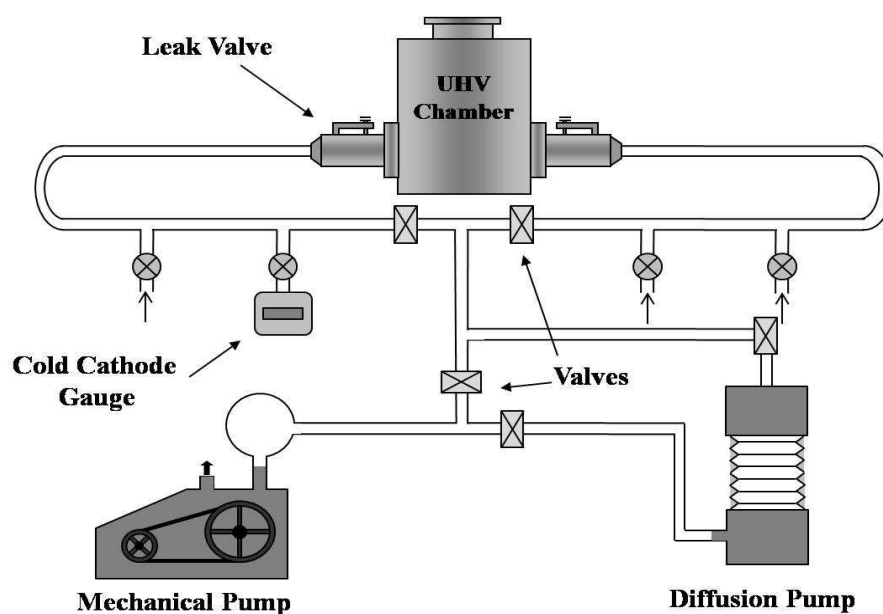 Leak Valve
UHV
Chamber
Cold Cathode
Gauge
Valves
Mechanical Pump
Diffusion Pump